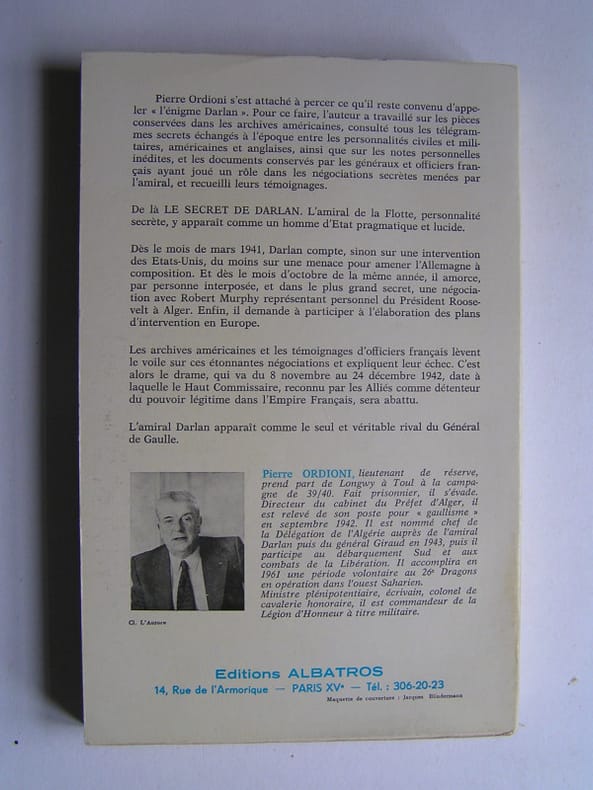 Pierre Ordioni s'est attaché à percer ce qu'il reste convenu d'appe-
ler « l'énigme Darlan ». Pour ce faire, l'auteur a travaillé sur les pièces
conservées dans les archives américaines, consulté tous les télégram-
mes secrets échangés à l'époque entre les personnalités civiles et mili-
taires, américaines et anglaises, ainsi que sur les notes personnelles
inédites, et les documents conservés par les généraux et officiers fran-
çais ayant joué un rôle dans les négociations secrètes menées par
l'amiral, et recueilli leurs témoignages.
De là LE SECRET DE DARLAN. L'amiral de la Flotte, personnalité
secrète, y apparaît comme un homme d'Etat pragmatique et lucide.
Dès le mois de mars 1941, Darlan compte, sinon sur une intervention
des Etats-Unis, du moins sur une menace pour amener l'Allemagne à
composition. Et dès le mois d'octobre de la même année, il amorce,
par personne interposée, et dans le plus grand secret, une négocia-
tion avec Robert Murphy représentant personnel du Président Roose-
velt à Alger. Enfin, il demande à participer à l'élaboration des plans
d'intervention en Europe.
Les archives américaines et les témoignages d'officiers français lèvent
le voile sur ces étonnantes négociations et expliquent leur échec. C'est
alors le drame, qui va du 8 novembre au 24 décembre 1942, date à
laquelle le Haut Commissaire, reconnu par les Alliés comme détenteur
du pouvoir légitime dans l'Empire Français, sera abattu.
L'amiral Darlan apparaît comme le seul et véritable rival du Général
de Gaulle.
Pierre ORDIONI, lieutenant de réserve,
prend part de Longwy à Toul à la campa-
gne de 39/40. Fait prisonnier, il s'évade.
Directeur du cabinet du Préfet d'Alger, il
est relevé de son poste pour « gaullisme »
en septembre 1942. Il est nommé chef de
la Délégation de l'Algérie auprès de l'amiral
Darlan puis du général Giraud en 1943, puis il
participe au débarquement Sud et aux
combats de la Libération. Il accomplira en
1961 une période volontaire au 26e Dragons
en opération dans l'ouest Saharien.
Ministre plénipotentiaire, écrivain, colonel de
cavalerie honoraire, il est commandeur de la
Légion d'Honneur à titre militaire.
Cl. L'Auteur
Editions ALBATROS
14, Rue de l'Armorique — PARIS XVe — Tél. : 306-20-23
Maquette de couverture : Jacques Blindermann